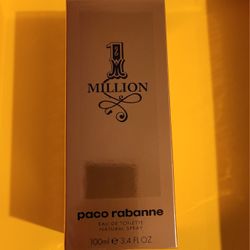 1
MILLION
paco rabanne
EAU DE TOILETTE
NATURAL SPRAY
100ml ℮ 3.4 FL.OZ